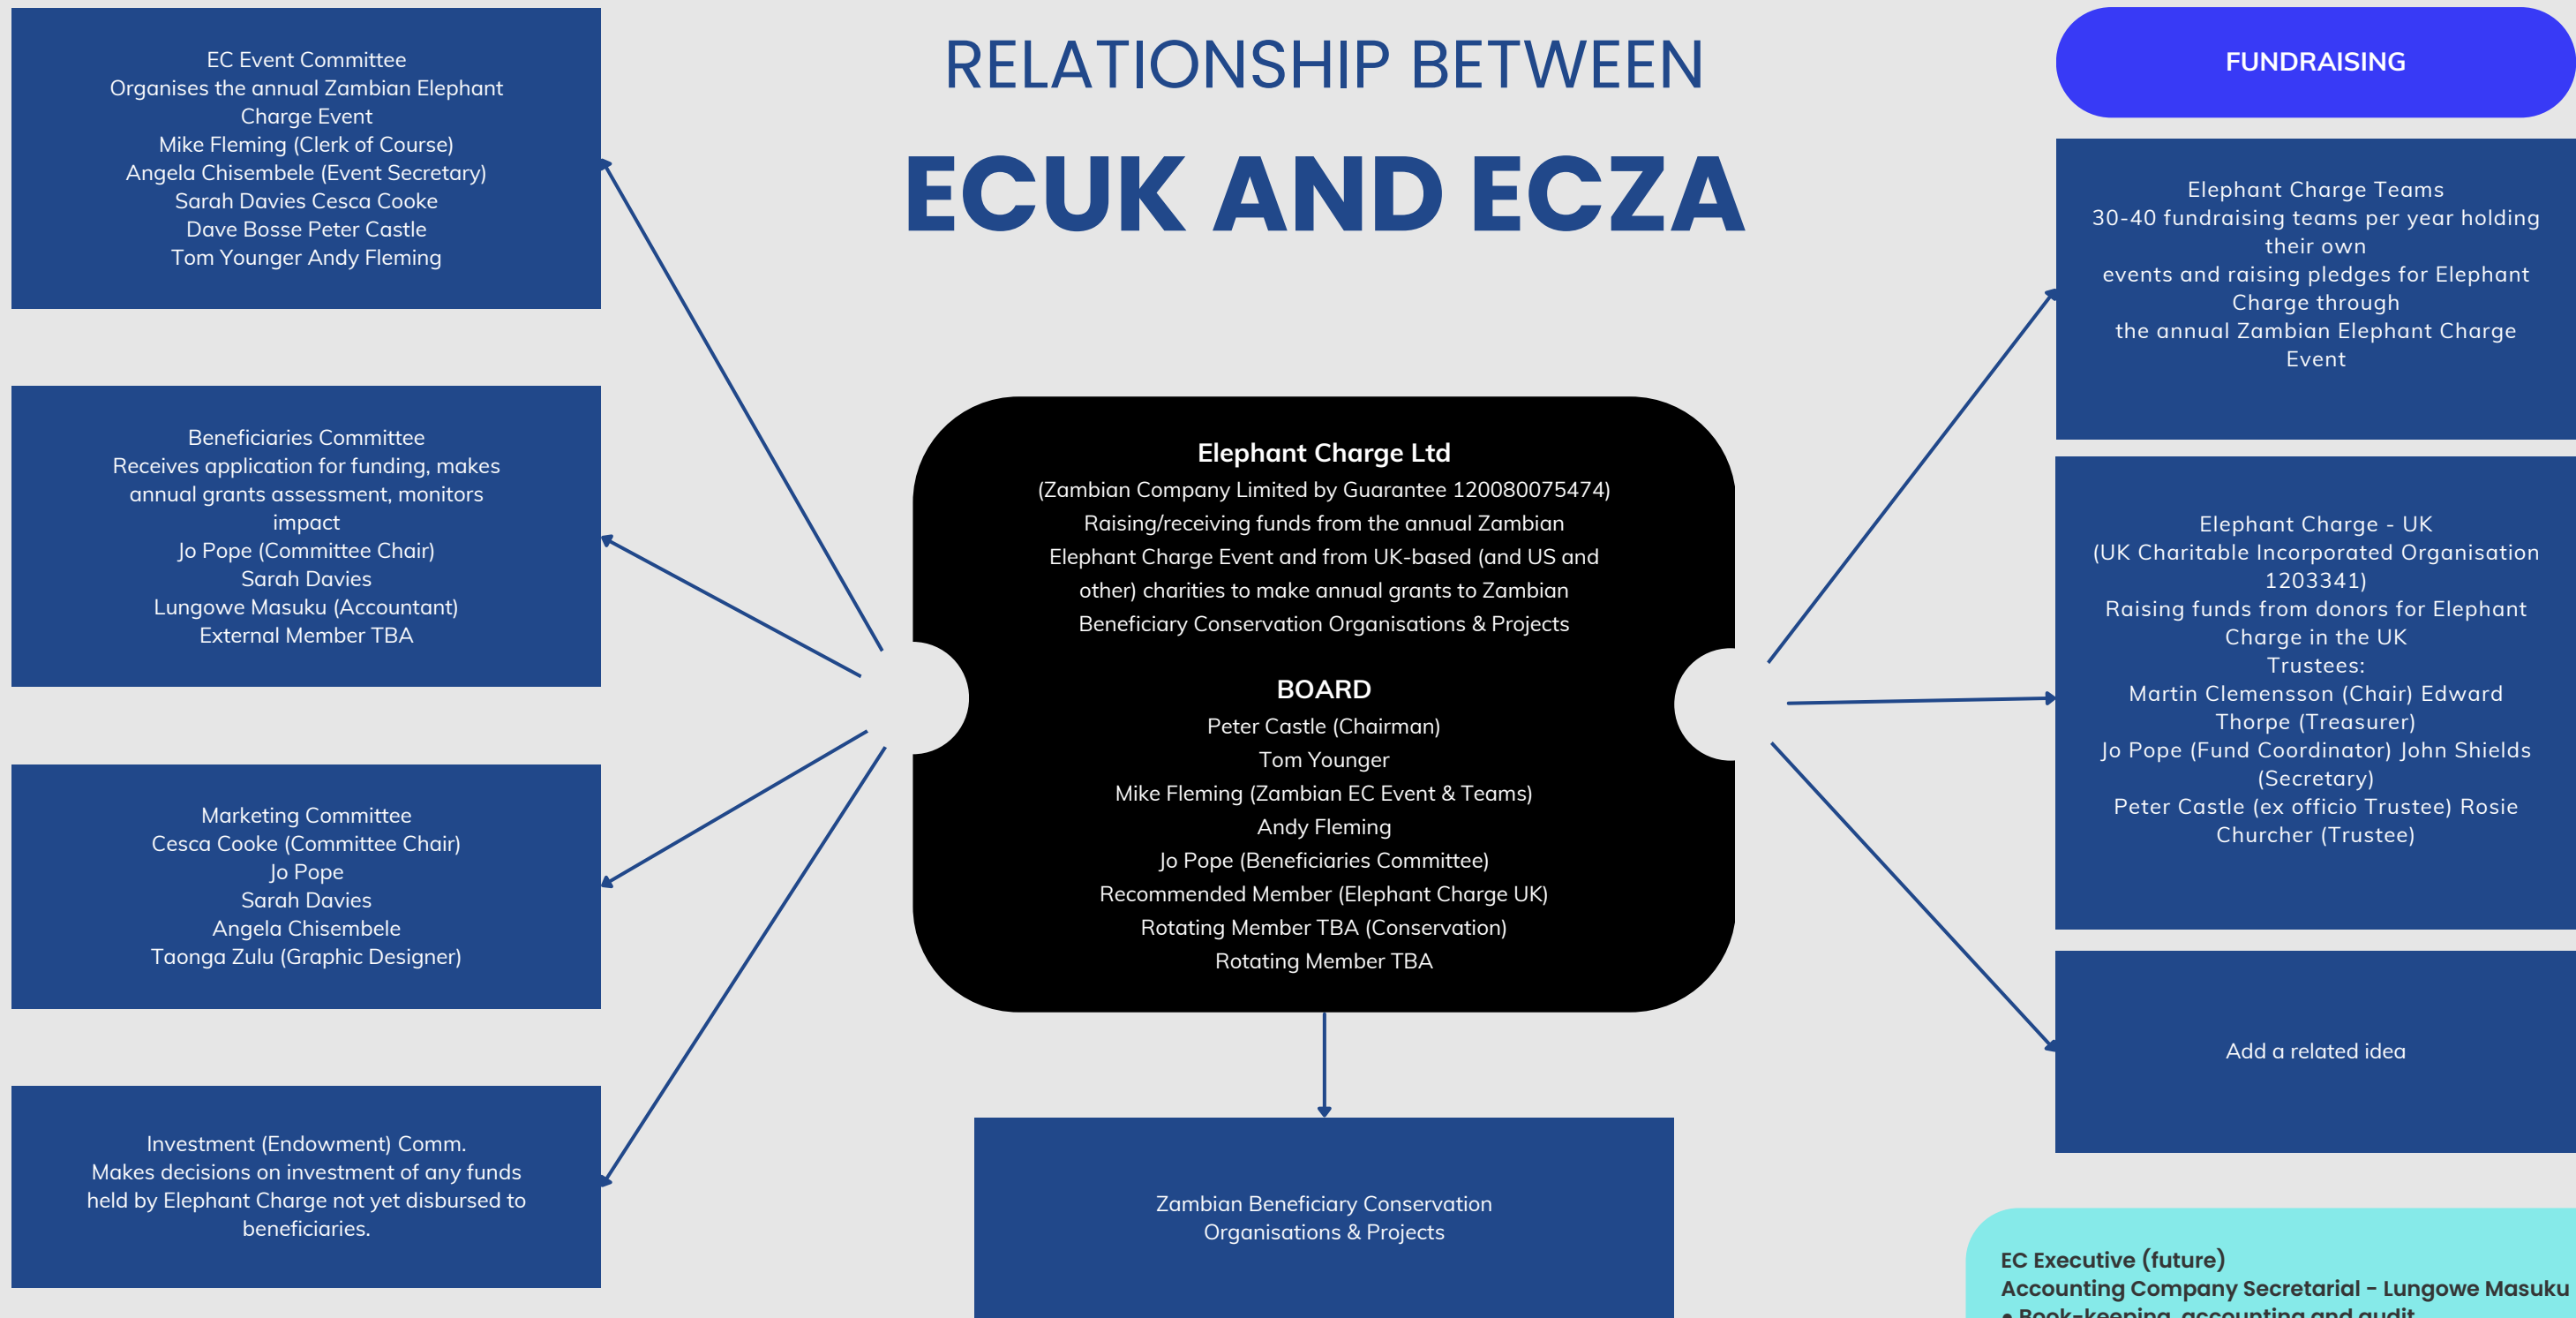 RELATIONSHIP BETWEEN
ECUK AND ECZA
EC Event Committee
Organises the annual Zambian Elephant
Charge Event
Mike Fleming (Clerk of Course)
Angela Chisembele (Event Secretary)
Sarah Davies Cesca Cooke
Dave Bosse Peter Castle
Tom Younger Andy Fleming
Beneficiaries Committee
Receives application for funding, makes
annual grants assessment, monitors
impact
Jo Pope (Committee Chair)
Sarah Davies
Lungowe Masuku (Accountant)
External Member TBA
Marketing Committee
Cesca Cooke (Committee Chair)
Jo Pope
Sarah Davies
Angela Chisembele
Taonga Zulu (Graphic Designer)
Investment (Endowment) Comm.
Makes decisions on investment of any funds
held by Elephant Charge not yet disbursed to
beneficiaries.
Elephant Charge Ltd
(Zambian Company Limited by Guarantee 120080075474)
Raising/receiving funds from the annual Zambian
Elephant Charge Event and from UK-based (and US and
other) charities to make annual grants to Zambian
Beneficiary Conservation Organisations & Projects
BOARD
Peter Castle (Chairman)
Tom Younger
Mike Fleming (Zambian EC Event & Teams)
Andy Fleming
Jo Pope (Beneficiaries Committee)
Recommended Member (Elephant Charge UK)
Rotating Member TBA (Conservation)
Rotating Member TBA
Zambian Beneficiary Conservation
Organisations & Projects
FUNDRAISING
Elephant Charge Teams
30-40 fundraising teams per year holding
their own
events and raising pledges for Elephant
Charge through
the annual Zambian Elephant Charge
Event
Elephant Charge - UK
(UK Charitable Incorporated Organisation
1203341)
Raising funds from donors for Elephant
Charge in the UK
Trustees:
Martin Clemensson (Chair) Edward
Thorpe (Treasurer)
Jo Pope (Fund Coordinator) John Shields
(Secretary)
Peter Castle (ex officio Trustee) Rosie
Churcher (Trustee)
Add a related idea
EC Executive (future)
Accounting Company Secretarial - Lungowe Masuku
• Book-keeping, accounting and audit